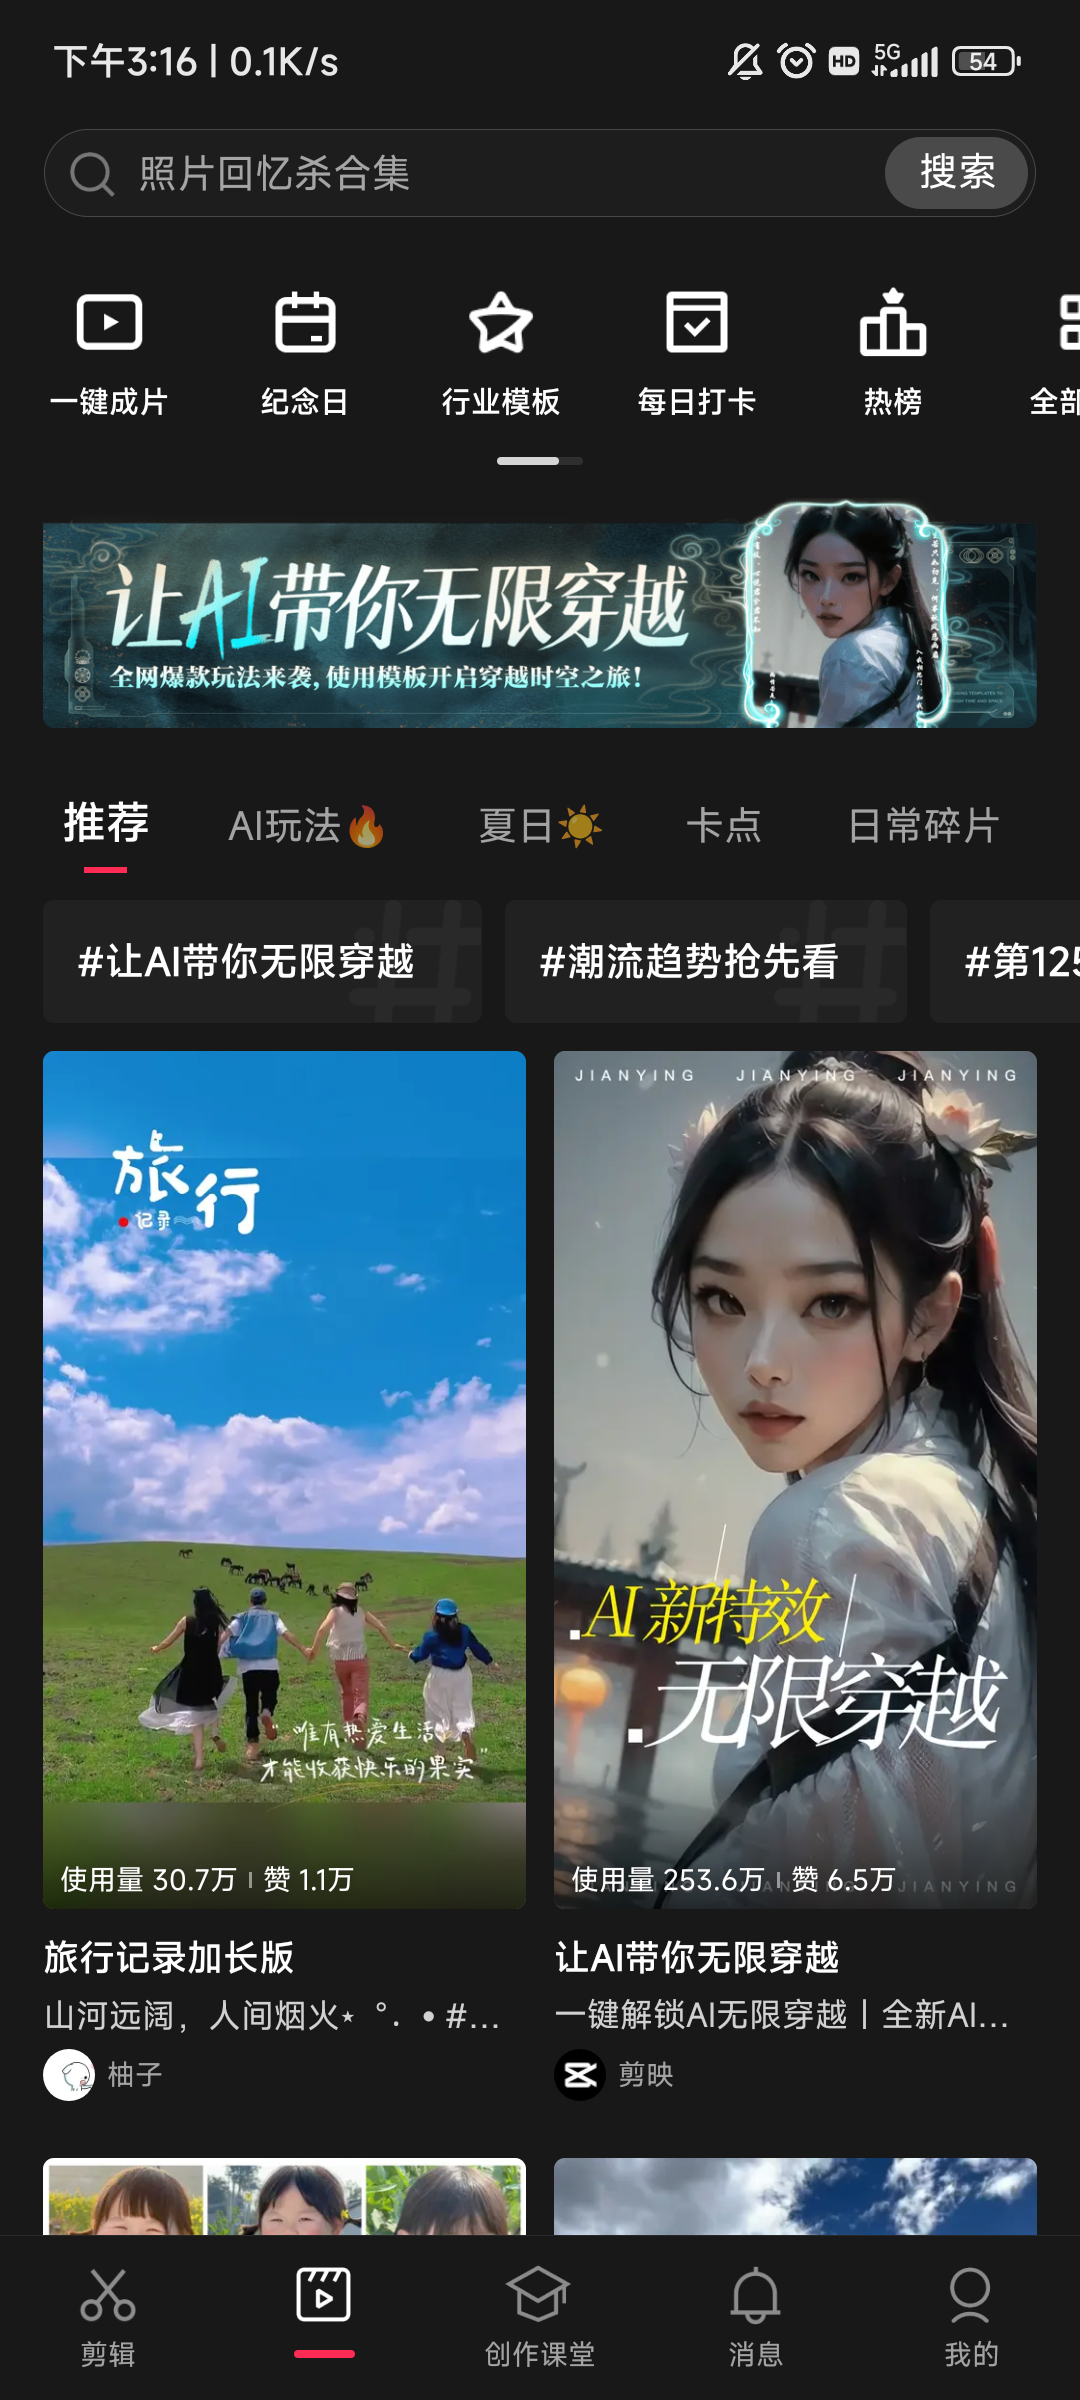 下午3:16 | 0.1K/s
HD
5G
54
照片回忆杀合集
搜索
一键成片
纪念日
行业模板
每日打卡
热榜
全部
让AI带你无限穿越
全网爆款玩法来袭,使用模板开启穿越时空之旅!
推荐
AI玩法🔥
夏日☀️
卡点
日常碎片
#让AI带你无限穿越
#潮流趋势抢先看
#第125
旅行
记录
"唯有热爱生活
才能收获快乐的果实"
使用量 30.7万 | 赞 1.1万
JIANYING JIANYING JIANYING
AI新特效
无限穿越
JIANYING
使用量 253.6万 | 赞 6.5万
旅行记录加长版
山河远阔，人间烟火⋆ °. • #...
柚子
让AI带你无限穿越
一键解锁AI无限穿越丨全新AI...
剪映
剪辑
创作课堂
消息
我的